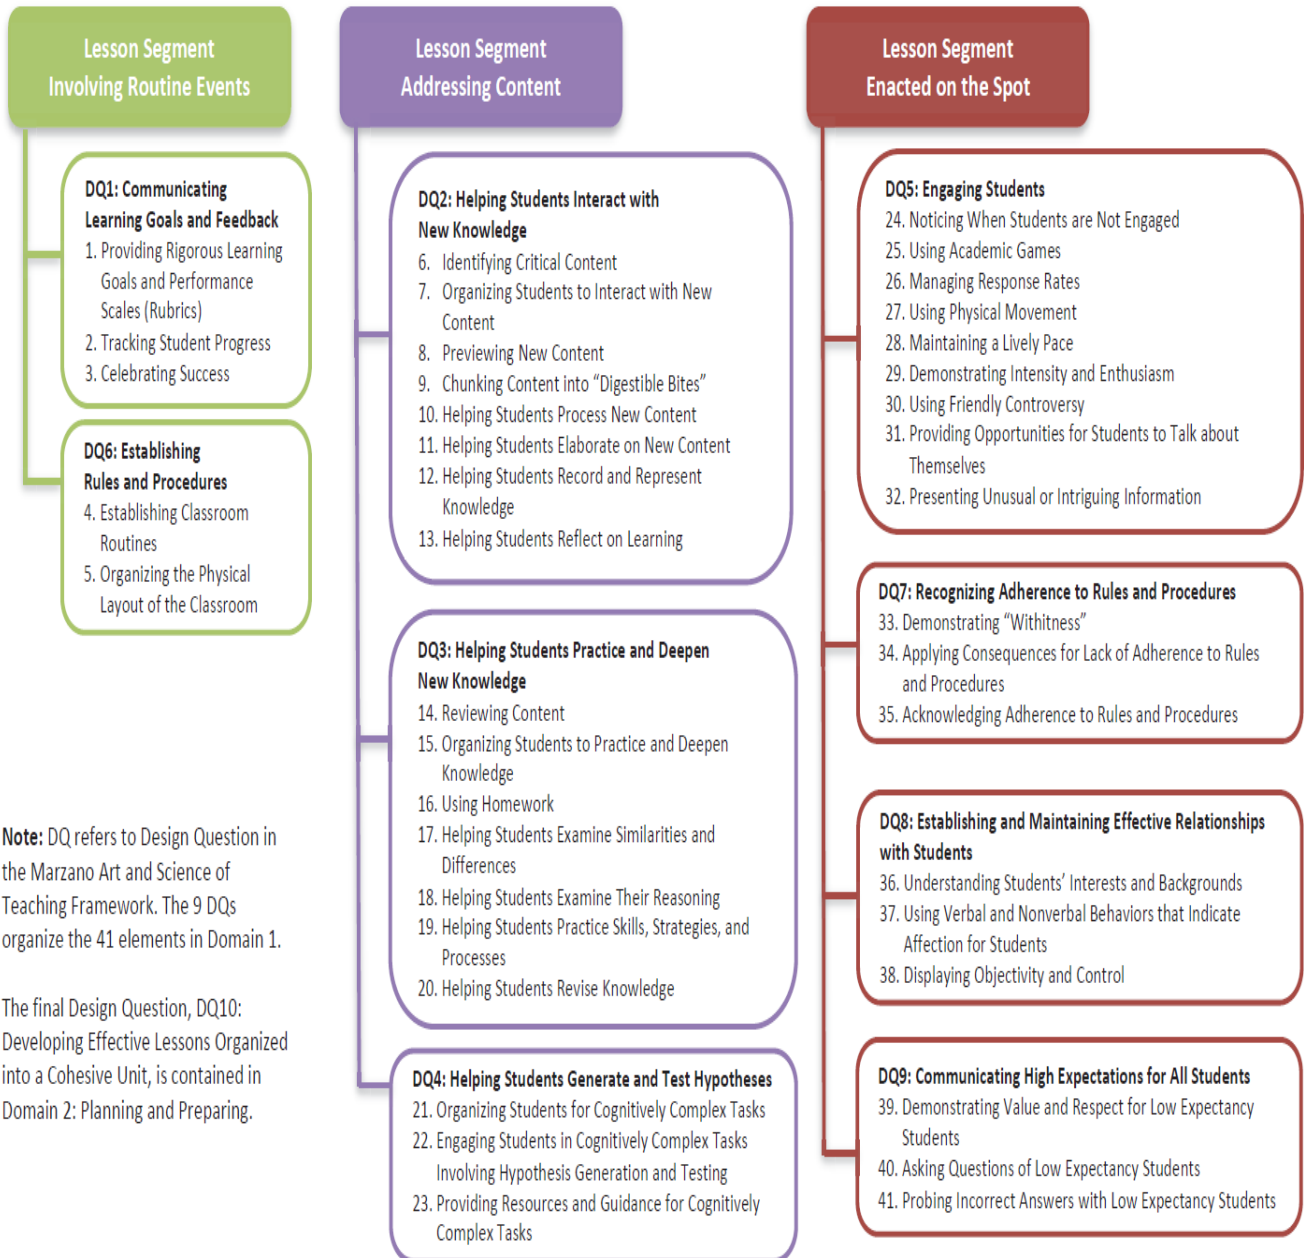 Lesson Segment
Involving Routine Events
DQ1: Communicating
Learning Goals and Feedback
1. Providing Rigorous Learning
Goals and Performance
Scales (Rubrics)
2. Tracking Student Progress
3. Celebrating Success
DQ6: Establishing
Rules and Procedures
4. Establishing Classroom
Routines
5. Organizing the Physical
Layout of the Classroom
Note: DQ refers to Design Question in
the Marzano Art and Science of
Teaching Framework. The 9 DQs
organize the 41 elements in Domain 1.
The final Design Question, DQ10:
Developing Effective Lessons Organized
into a Cohesive Unit, is contained in
Domain 2: Planning and Preparing.
Lesson Segment
Addressing Content
DQ2: Helping Students Interact with
New Knowledge
6. Identifying Critical Content
7. Organizing Students to Interact with New
Content
8. Previewing New Content
9. Chunking Content into “Digestible Bites”
10. Helping Students Process New Content
11. Helping Students Elaborate on New Content
12. Helping Students Record and Represent
Knowledge
13. Helping Students Reflect on Learning
DQ3: Helping Students Practice and Deepen
New Knowledge
14. Reviewing Content
15. Organizing Students to Practice and Deepen
Knowledge
16. Using Homework
17. Helping Students Examine Similarities and
Differences
18. Helping Students Examine Their Reasoning
19. Helping Students Practice Skills, Strategies, and
Processes
20. Helping Students Revise Knowledge
DQ4: Helping Students Generate and Test Hypotheses
21. Organizing Students for Cognitively Complex Tasks
22. Engaging Students in Cognitively Complex Tasks
Involving Hypothesis Generation and Testing
23. Providing Resources and Guidance for Cognitively
Complex Tasks
Lesson Segment
Enacted on the Spot
DQ5: Engaging Students
24. Noticing When Students are Not Engaged
25. Using Academic Games
26. Managing Response Rates
27. Using Physical Movement
28. Maintaining a Lively Pace
29. Demonstrating Intensity and Enthusiasm
30. Using Friendly Controversy
31. Providing Opportunities for Students to Talk about
Themselves
32. Presenting Unusual or Intriguing Information
DQ7: Recognizing Adherence to Rules and Procedures
33. Demonstrating “Withitness”
34. Applying Consequences for Lack of Adherence to Rules
and Procedures
35. Acknowledging Adherence to Rules and Procedures
DQ8: Establishing and Maintaining Effective Relationships
with Students
36. Understanding Students’ Interests and Backgrounds
37. Using Verbal and Nonverbal Behaviors that Indicate
Affection for Students
38. Displaying Objectivity and Control
DQ9: Communicating High Expectations for All Students
39. Demonstrating Value and Respect for Low Expectancy
Students
40. Asking Questions of Low Expectancy Students
41. Probing Incorrect Answers with Low Expectancy Students